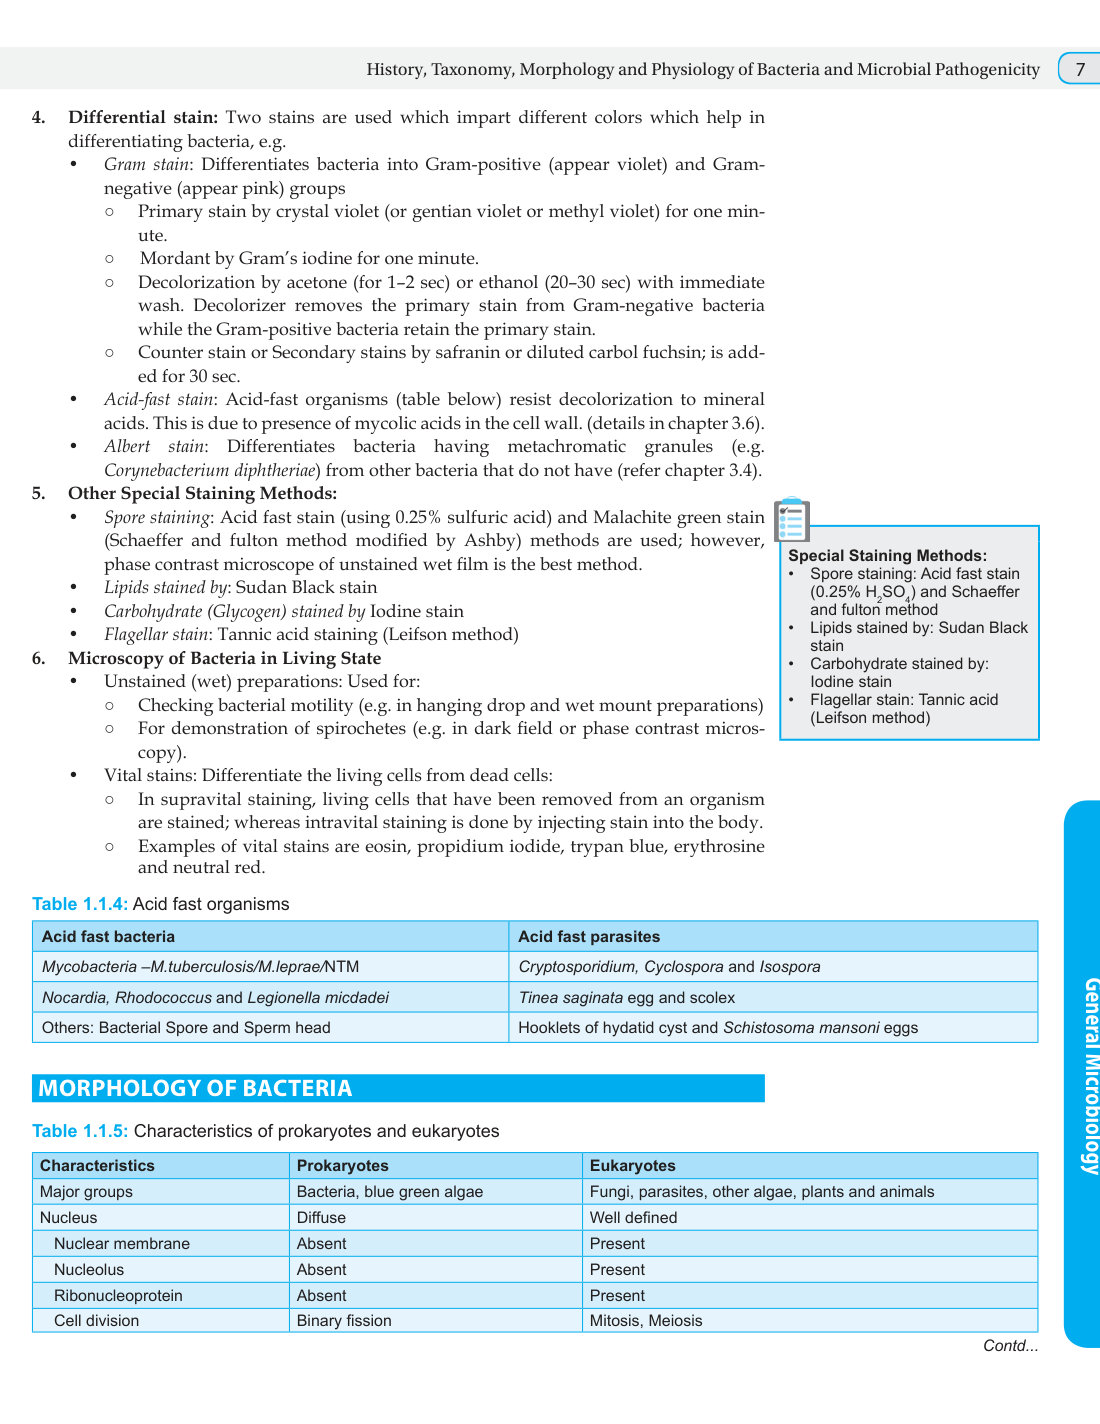 History, Taxonomy, Morphology and Physiology of Bacteria and Microbial Pathogenicity 7
4. Differential stain: Two stains are used which impart different colors which help in
differentiating bacteria, e.g.
• Gram stain: Differentiates bacteria into Gram-positive (appear violet) and Gram-
negative (appear pink) groups
○ Primary stain by crystal violet (or gentian violet or methyl violet) for one min-
ute.
○ Mordant by Gram's iodine for one minute.
○ Decolorization by acetone (for 1–2 sec) or ethanol (20–30 sec) with immediate
wash. Decolorizer removes the primary stain from Gram-negative bacteria
while the Gram-positive bacteria retain the primary stain.
○ Counter stain or Secondary stains by safranin or diluted carbol fuchsin; is add-
ed for 30 sec.
• Acid-fast stain: Acid-fast organisms (table below) resist decolorization to mineral
acids. This is due to presence of mycolic acids in the cell wall. (details in chapter 3.6).
• Albert stain: Differentiates bacteria having metachromatic granules (e.g.
Corynebacterium diphtheriae) from other bacteria that do not have (refer chapter 3.4).
5. Other Special Staining Methods:
• Spore staining: Acid fast stain (using 0.25% sulfuric acid) and Malachite green stain
(Schaeffer and fulton method modified by Ashby) methods are used; however,
phase contrast microscope of unstained wet film is the best method.
• Lipids stained by: Sudan Black stain
• Carbohydrate (Glycogen) stained by Iodine stain
• Flagellar stain: Tannic acid staining (Leifson method)
6. Microscopy of Bacteria in Living State
• Unstained (wet) preparations: Used for:
○ Checking bacterial motility (e.g. in hanging drop and wet mount preparations)
○ For demonstration of spirochetes (e.g. in dark field or phase contrast micros-
copy).
• Vital stains: Differentiate the living cells from dead cells:
○ In supravital staining, living cells that have been removed from an organism
are stained; whereas intravital staining is done by injecting stain into the body.
○ Examples of vital stains are eosin, propidium iodide, trypan blue, erythrosine
and neutral red.
Special Staining Methods:
• Spore staining: Acid fast stain
(0.25% H2SO4) and Schaeffer
and fulton method
• Lipids stained by: Sudan Black
stain
• Carbohydrate stained by:
Iodine stain
• Flagellar stain: Tannic acid
(Leifson method)
Table 1.1.4: Acid fast organisms
Acid fast bacteria Acid fast parasites
Mycobacteria –M.tuberculosis/M.leprae/NTM Cryptosporidium, Cyclospora and Isospora
Nocardia, Rhodococcus and Legionella micdadei Tinea saginata egg and scolex
Others: Bacterial Spore and Sperm head Hooklets of hydatid cyst and Schistosoma mansoni eggs
MORPHOLOGY OF BACTERIA
Table 1.1.5: Characteristics of prokaryotes and eukaryotes
Characteristics Prokaryotes Eukaryotes
Major groups Bacteria, blue green algae Fungi, parasites, other algae, plants and animals
Nucleus Diffuse Well defined
Nuclear membrane Absent Present
Nucleolus Absent Present
Ribonucleoprotein Absent Present
Cell division Binary fission Mitosis, Meiosis
Contd...
General Microbiology